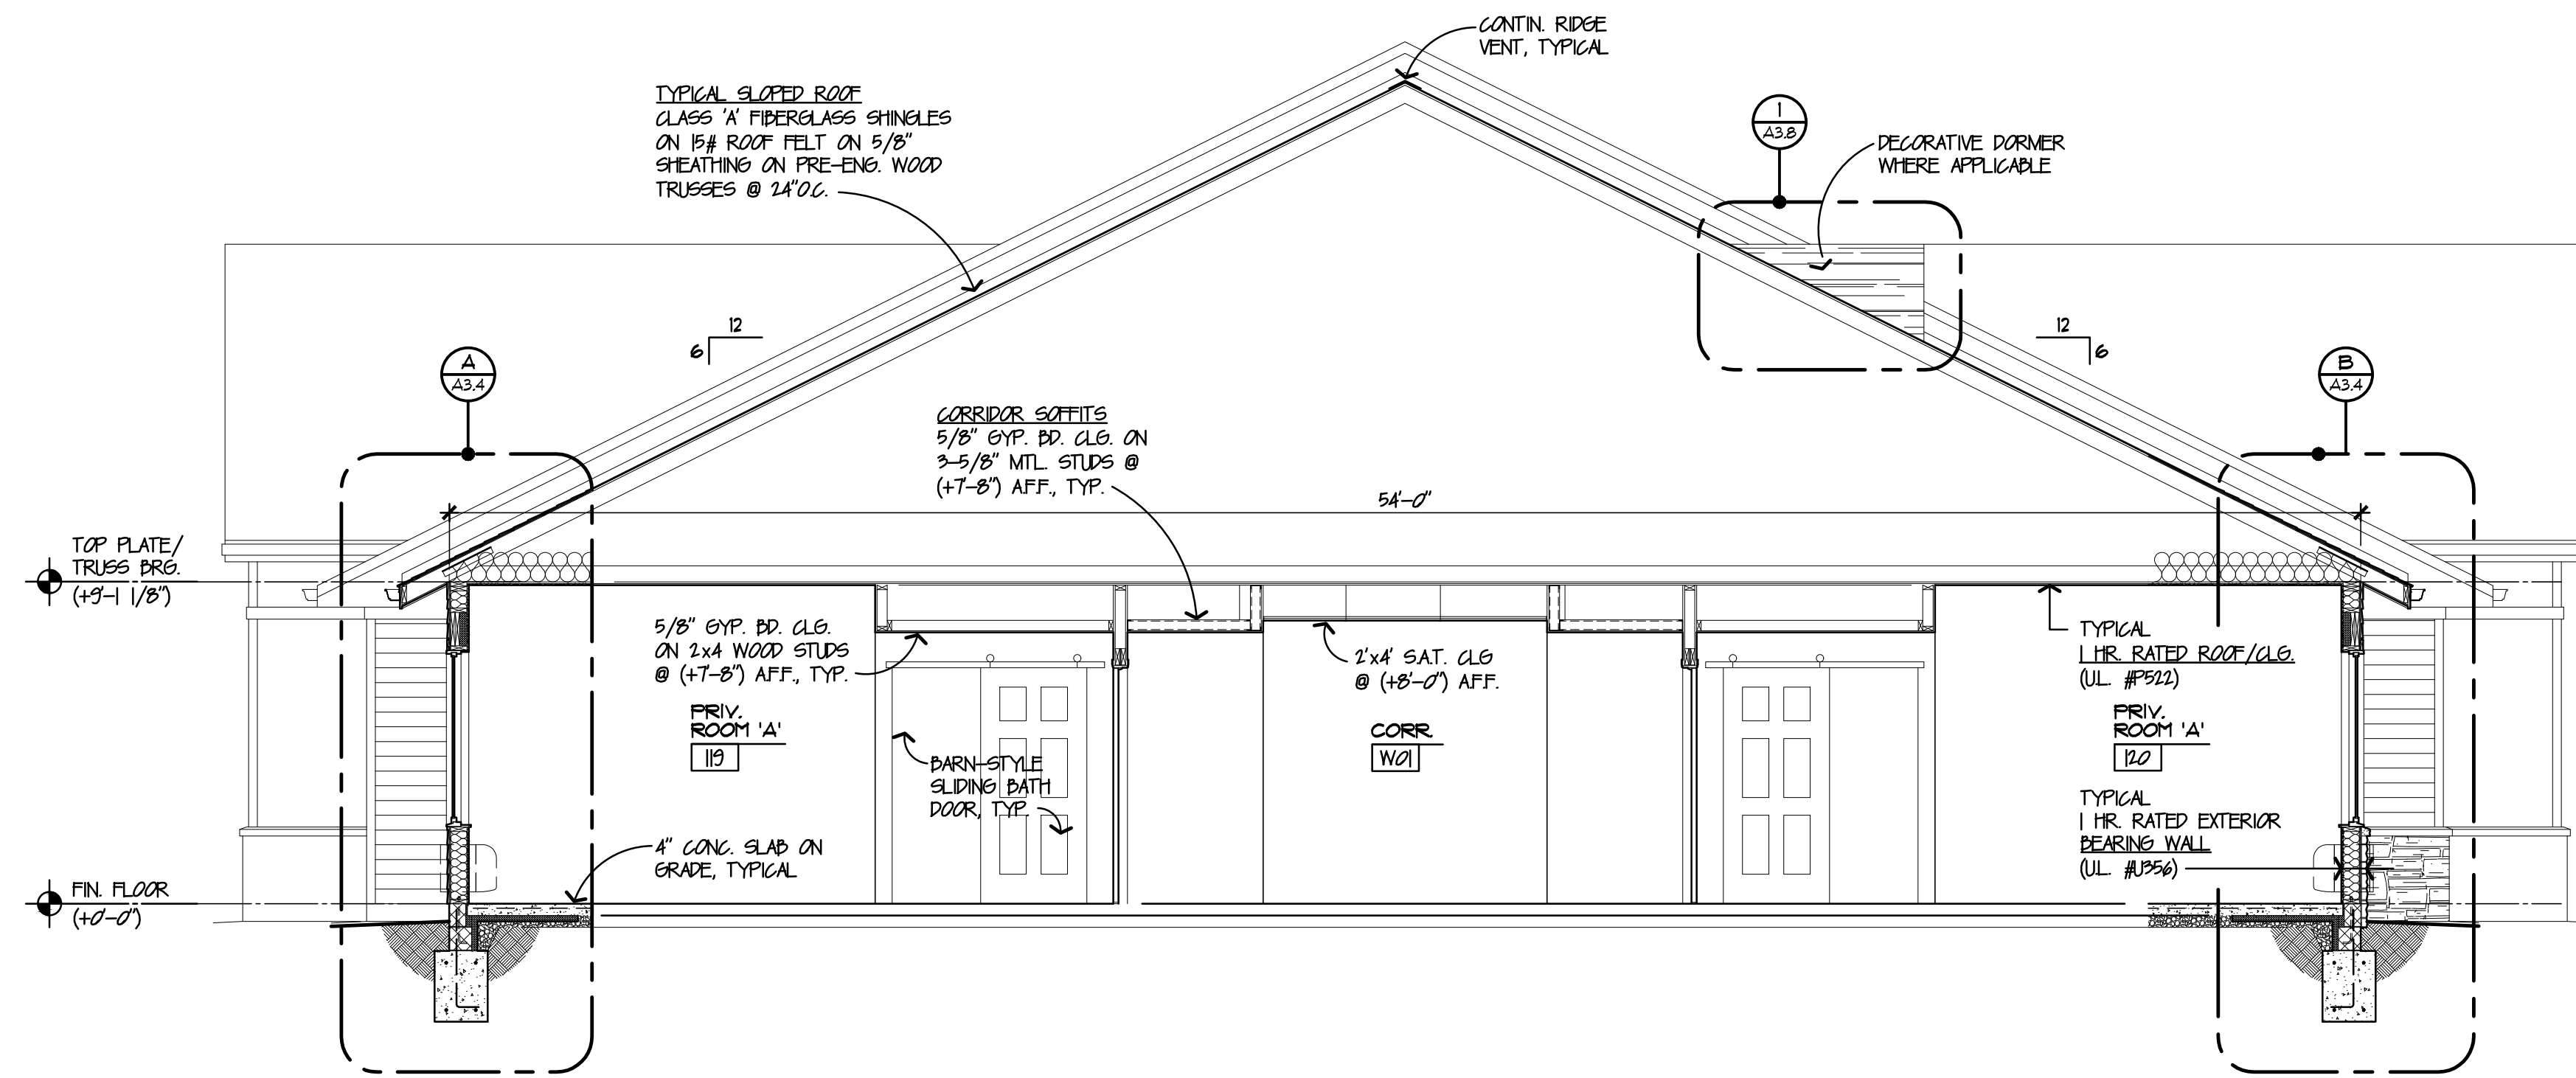 CONTIN. RIDGE
VENT, TYPICAL
TYPICAL SLOPED ROOF
CLASS 'A' FIBERGLASS SHINGLES
ON 15# ROOF FELT ON 5/8"
SHEATHING ON PRE-ENG. WOOD
TRUSSES @ 24"O.C.
1
A3.8
DECORATIVE DORMER
WHERE APPLICABLE
12
6
12
6
A
A3.4
B
A3.4
CORRIDOR SOFFITS
5/8" GYP. BD. CLG. ON
3-5/8" MTL. STUDS @
(+7'-8") A.F.F., TYP.
54'-0"
TOP PLATE/
TRUSS BRG.
(+9'-1 1/8")
5/8" GYP. BD. CLG.
ON 2x4 WOOD STUDS
@ (+7'-8") A.F.F., TYP.
2'x4' S.A.T. CLG
@ (+8'-0") A.F.F.
TYPICAL
1 HR. RATED ROOF/CLG.
(U.L. #P522)
PRIV.
ROOM 'A'
119
CORR.
W01
PRIV.
ROOM 'A'
120
BARN-STYLE
SLIDING BATH
DOOR, TYP.
TYPICAL
1 HR. RATED EXTERIOR
BEARING WALL
(U.L. #U356)
4" CONC. SLAB ON
GRADE, TYPICAL
FIN. FLOOR
(+0'-0")